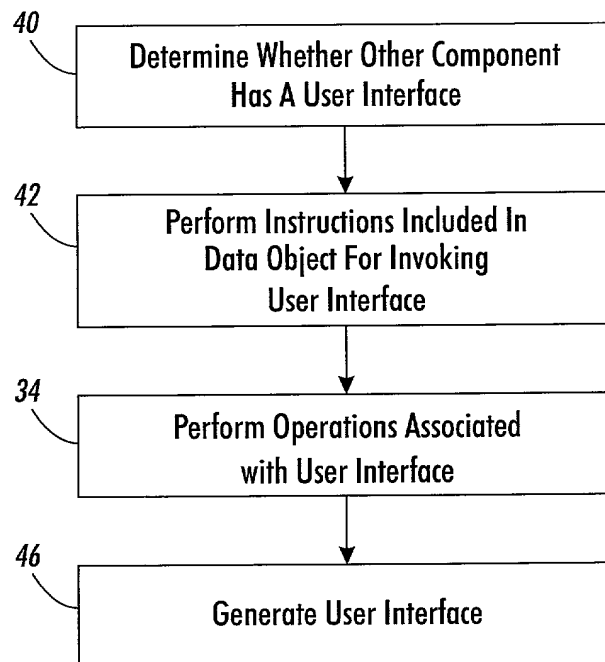 40
Determine Whether Other Component
Has A User Interface
42
Perform Instructions Included In
Data Object For Invoking
User Interface
34
Perform Operations Associated
with User Interface
46
Generate User Interface